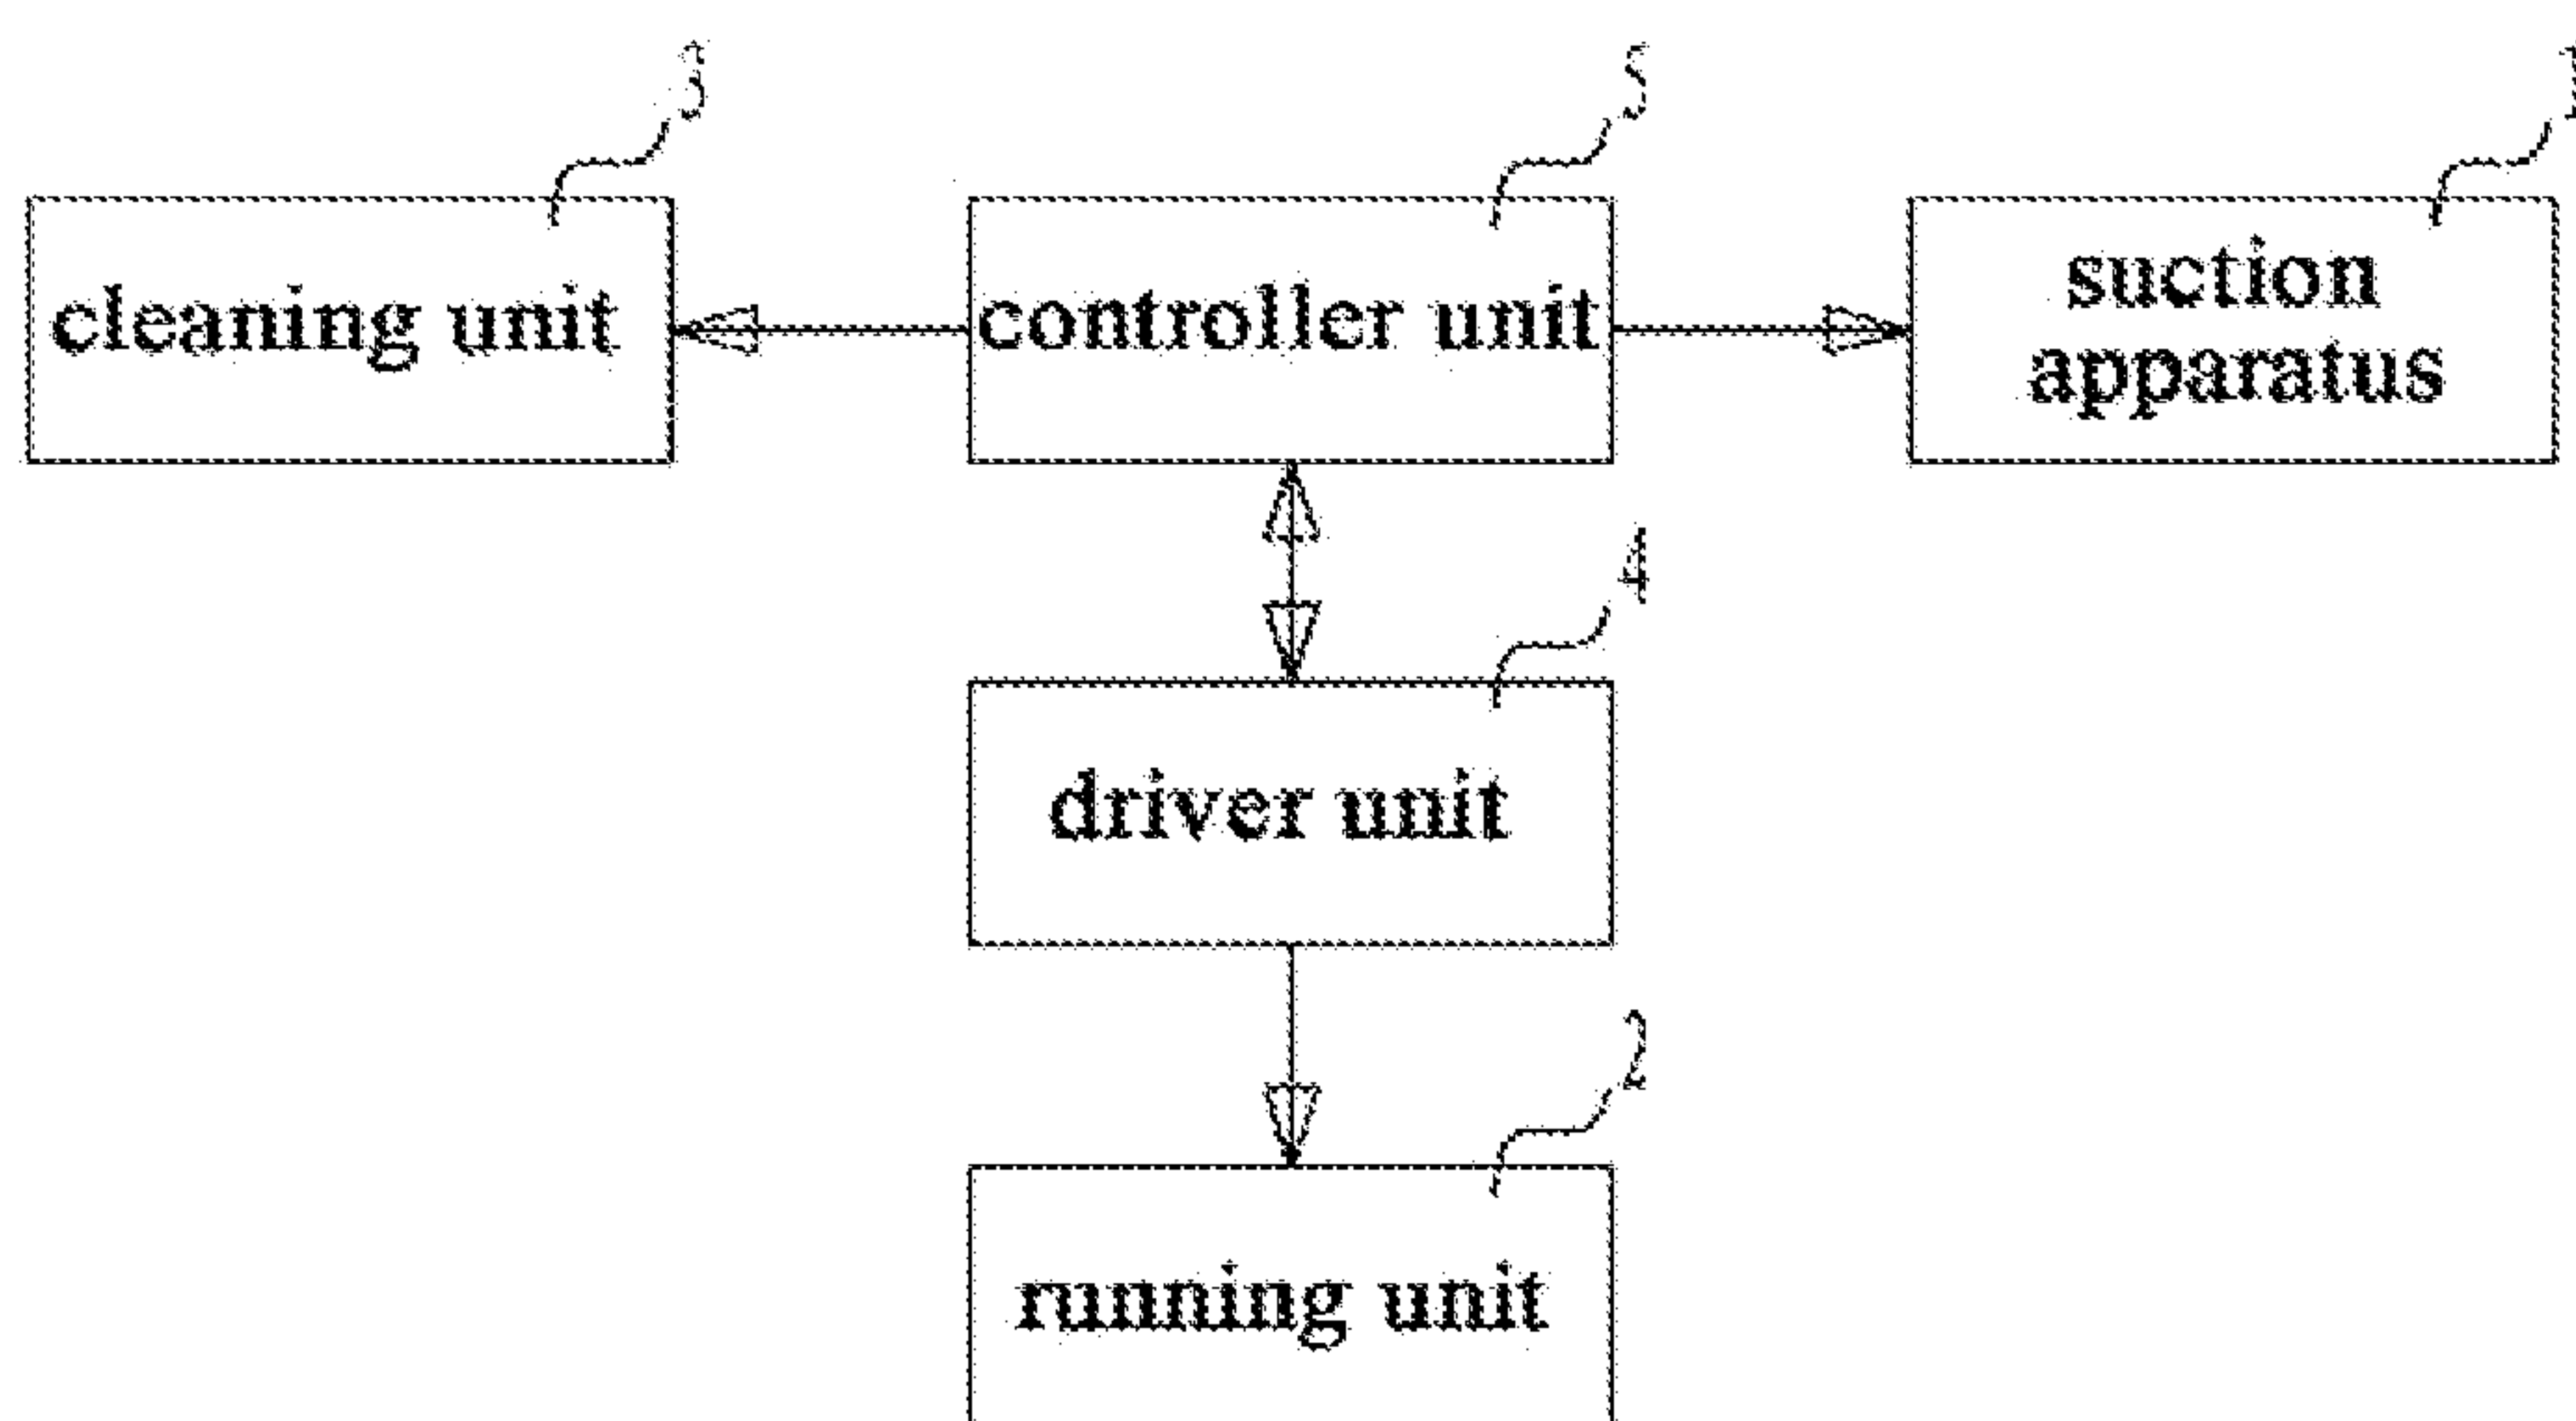 3
5
1
cleaning unit
controller unit
suction
apparatus
4
driver unit
2
running unit